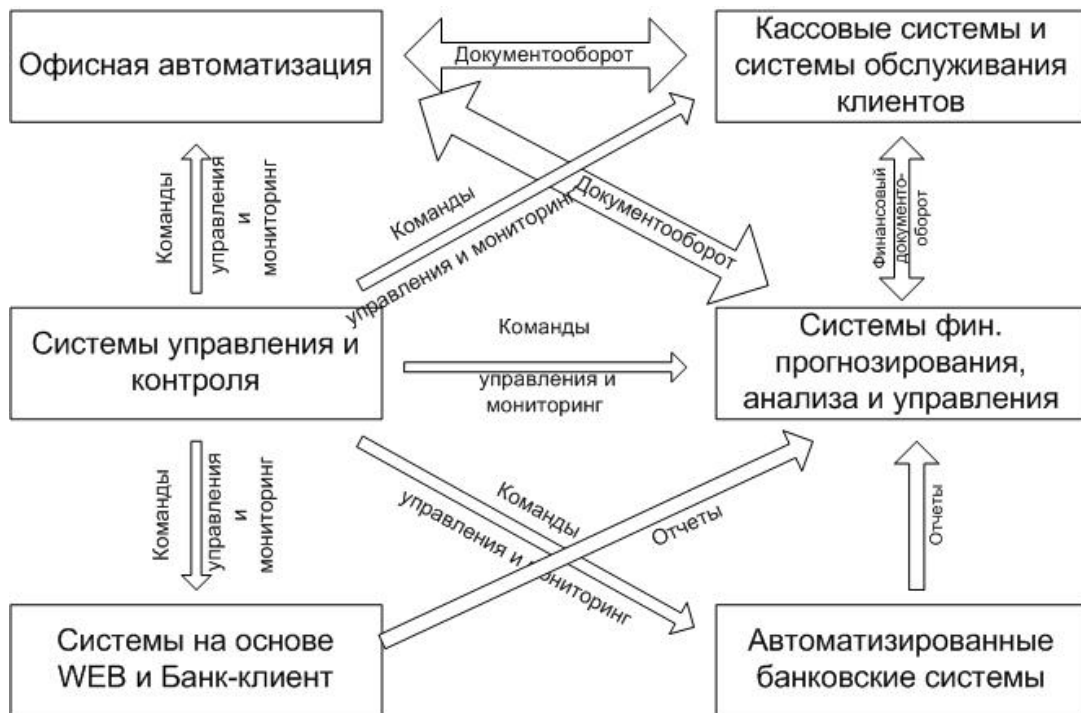 Офисная автоматизация
Документооборот
Кассовые системы и
системы обслуживания
клиентов
Команды
управления
и
мониторинг
Команды
управления и мониторинг
Документооборот
Финансовый
документо-
оборот
Системы управления и
контроля
Команды
управления и
мониторинг
Системы фин.
прогнозирования,
анализа и управления
Команды
управления
и
мониторинг
Команды
управления и мониторинг
Отчеты
Отчеты
Системы на основе
WEB и Банк-клиент
Автоматизированные
банковские системы